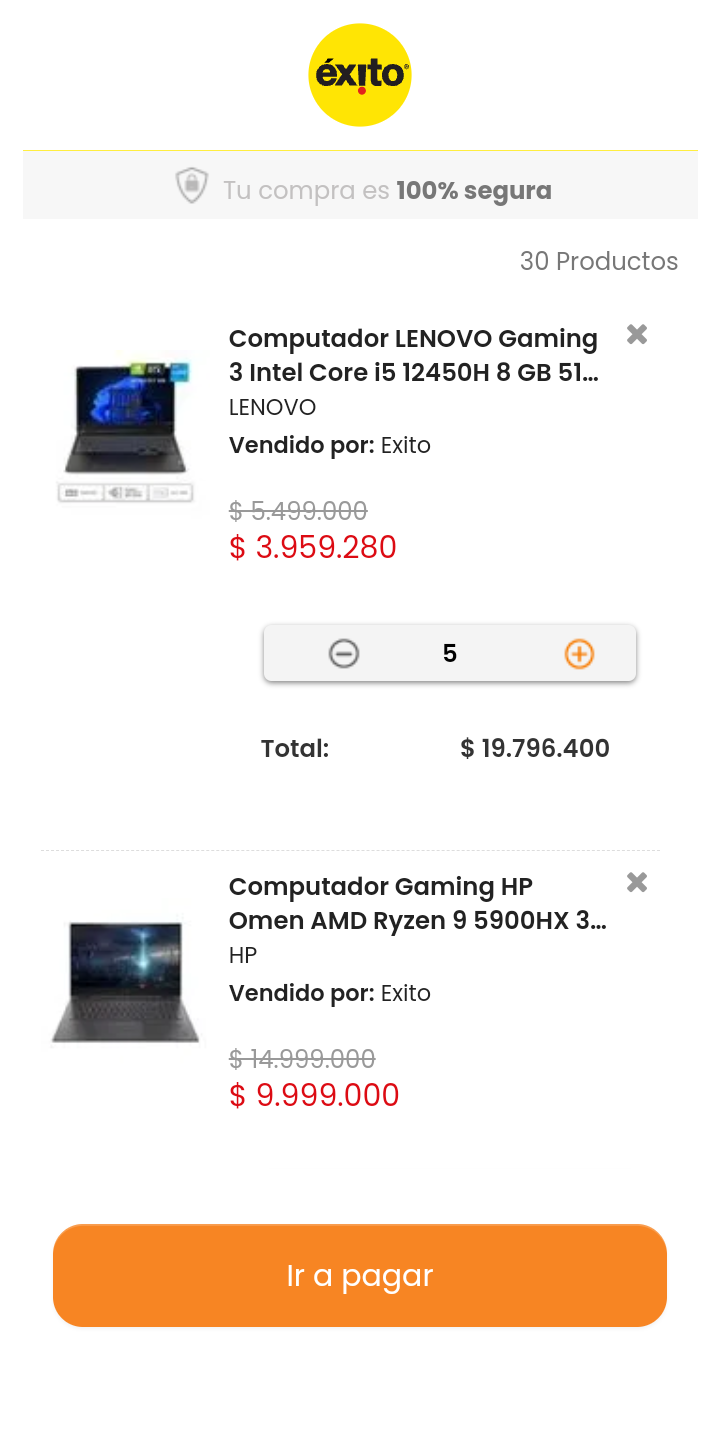 éxito
Tu compra es 100% segura
30 Productos
Computador LENOVO Gaming
3 Intel Core i5 12450H 8 GB 51...
LENOVO
Vendido por: Exito
$ 5.499.000
$ 3.959.280
5
Total: $ 19.796.400
Computador Gaming HP
Omen AMD Ryzen 9 5900HX 3...
HP
Vendido por: Exito
$ 14.999.000
$ 9.999.000
Ir a pagar